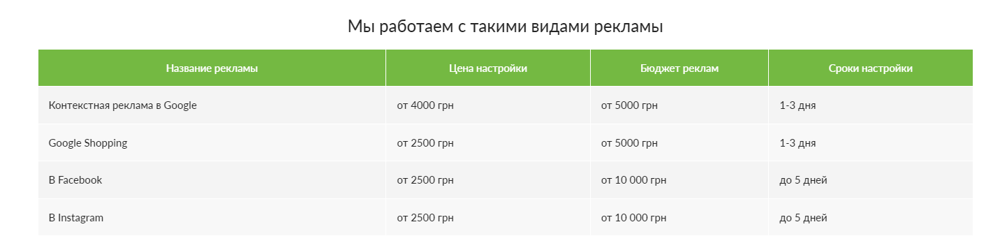 Мы работаем с такими видами рекламы
Название рекламы Цена настройки Бюджет реклам Сроки настройки
Контекстная реклама в Google от 4000 грн от 5000 грн 1-3 дня
Google Shopping от 2500 грн от 5000 грн 1-3 дня
В Facebook от 2500 грн от 10 000 грн до 5 дней
В Instagram от 2500 грн от 10 000 грн до 5 дней